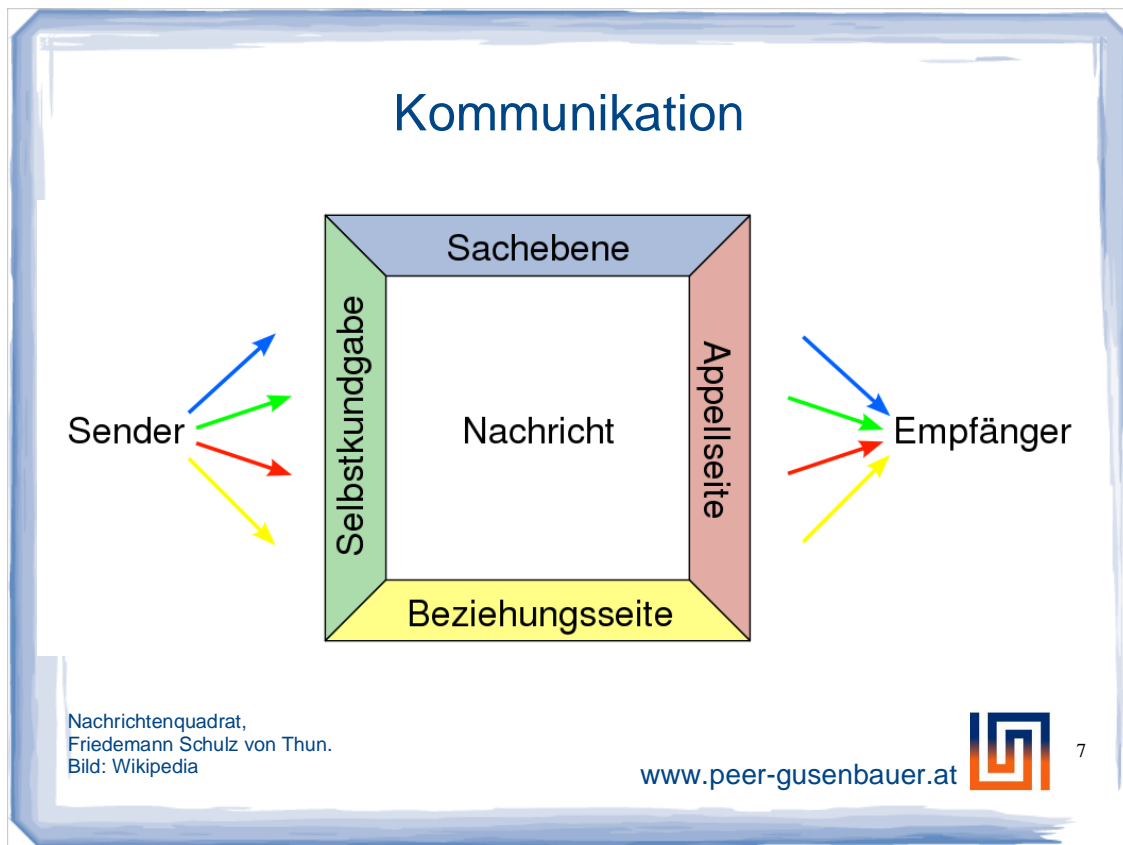 Kommunikation
Sachebene
Selbstkundgabe
Appellseite
Sender
Nachricht
Empfänger
Beziehungsseite
Nachrichtenquadrat,
Friedemann Schulz von Thun.
Bild: Wikipedia
www.peer-gusenbauer.at
7